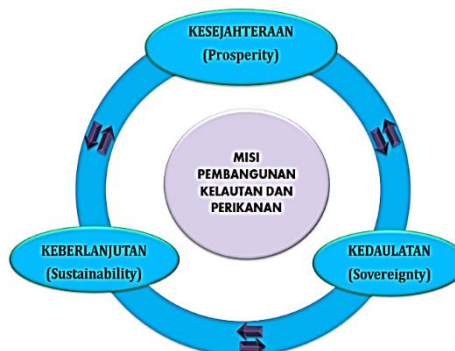 KESEJAHTERAAN
(Prosperity)
MISI
PEMBANGUNAN
KELAUTAN DAN
PERIKANAN
KEBERLANJUTAN
(Sustainability)
KEDAULATAN
(Sovereignty)